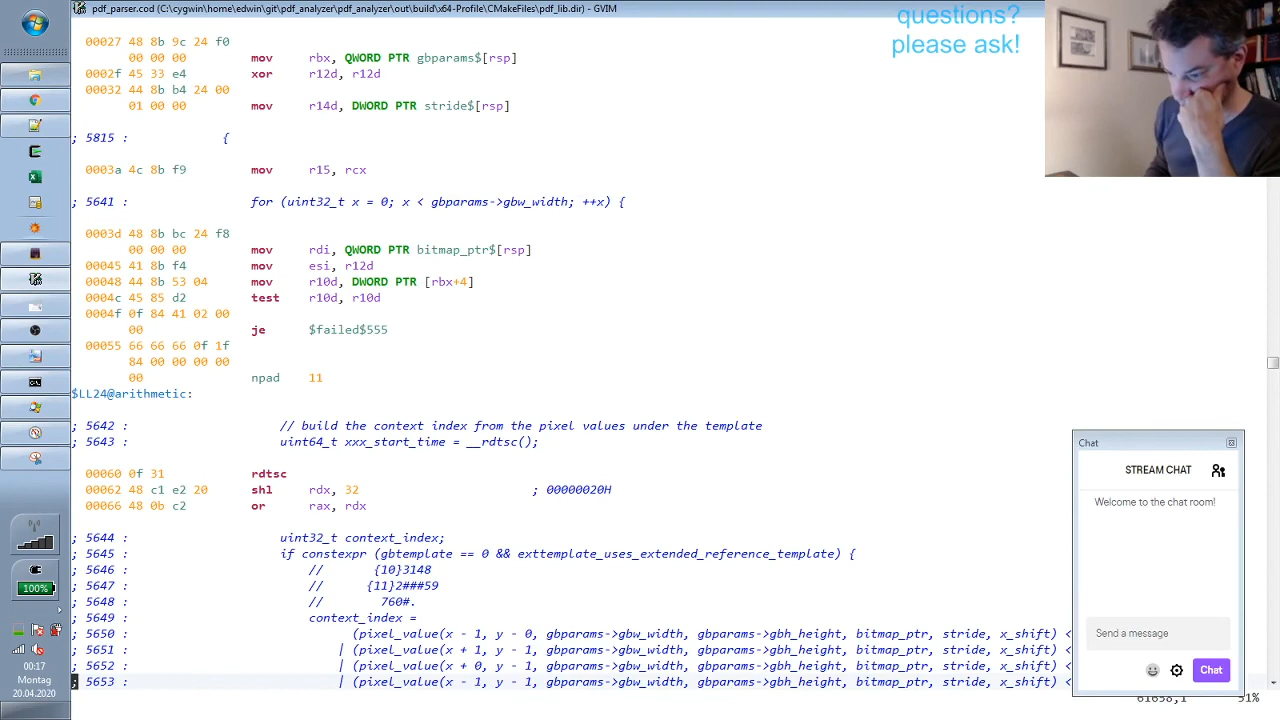 pdf_parser.cod (C:\cygwin\home\edwin\git\pdf_analyzer\pdf_analyzer\out\build\x64-Profile\CMakeFiles\pdf_lib.dir) - GVIM
questions?
please ask!
00027 48 8b 9c 24 f0
00 00 00 mov rbx, QWORD PTR gbparams$[rsp]
0002f 45 33 e4 xor r12d, r12d
00032 44 8b b4 24 00
01 00 00 mov r14d, DWORD PTR stride$[rsp]
; 5815 : {
0003a 4c 8b f9 mov r15, rcx
; 5641 : for (uint32_t x = 0; x < gbparams->gbw_width; ++x) {
0003d 48 8b bc 24 f8
00 00 00 mov rdi, QWORD PTR bitmap_ptr$[rsp]
00045 41 8b f4 mov esi, r12d
00048 44 8b 53 04 mov r10d, DWORD PTR [rbx+4]
0004c 45 85 d2 test r10d, r10d
0004f 0f 84 41 02 00
00 je $failed$555
00055 66 66 66 0f 1f
84 00 00 00 00
00 npad 11
$LL24@arithmetic:
; 5642 : // build the context index from the pixel values under the template
; 5643 : uint64_t xxx_start_time = __rdtsc();
00060 0f 31 rdtsc
00062 48 c1 e2 20 shl rdx, 32 ; 00000020H
00066 48 0b c2 or rax, rdx
; 5644 : uint32_t context_index;
; 5645 : if constexpr (gbtemplate == 0 && exttemplate_uses_extended_reference_template) {
; 5646 : // {10}3148
; 5647 : // {11}2###59
; 5648 : // 760#.
; 5649 : context_index =
; 5650 : (pixel_value(x - 1, y - 0, gbparams->gbw_width, gbparams->gbh_height, bitmap_ptr, stride, x_shift) <
; 5651 : | (pixel_value(x + 1, y - 1, gbparams->gbw_width, gbparams->gbh_height, bitmap_ptr, stride, x_shift) <
; 5652 : | (pixel_value(x + 0, y - 1, gbparams->gbw_width, gbparams->gbh_height, bitmap_ptr, stride, x_shift) <
; 5653 : | (pixel_value(x - 1, y - 1, gbparams->gbw_width, gbparams->gbh_height, bitmap_ptr, stride, x_shift) <
Chat
STREAM CHAT
Welcome to the chat room!
Send a message
Chat
51%
100%
00:17
Montag
20.04.2020